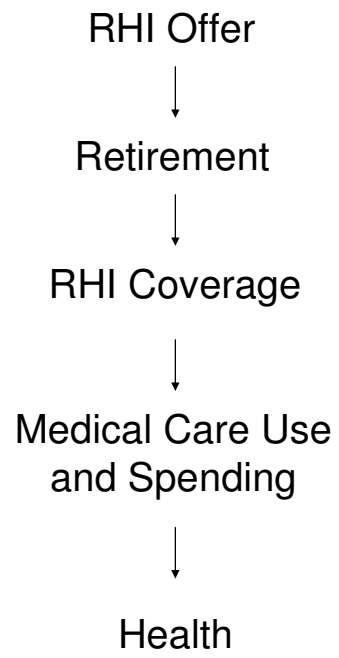 RHI Offer
Retirement
RHI Coverage
Medical Care Use
and Spending
Health